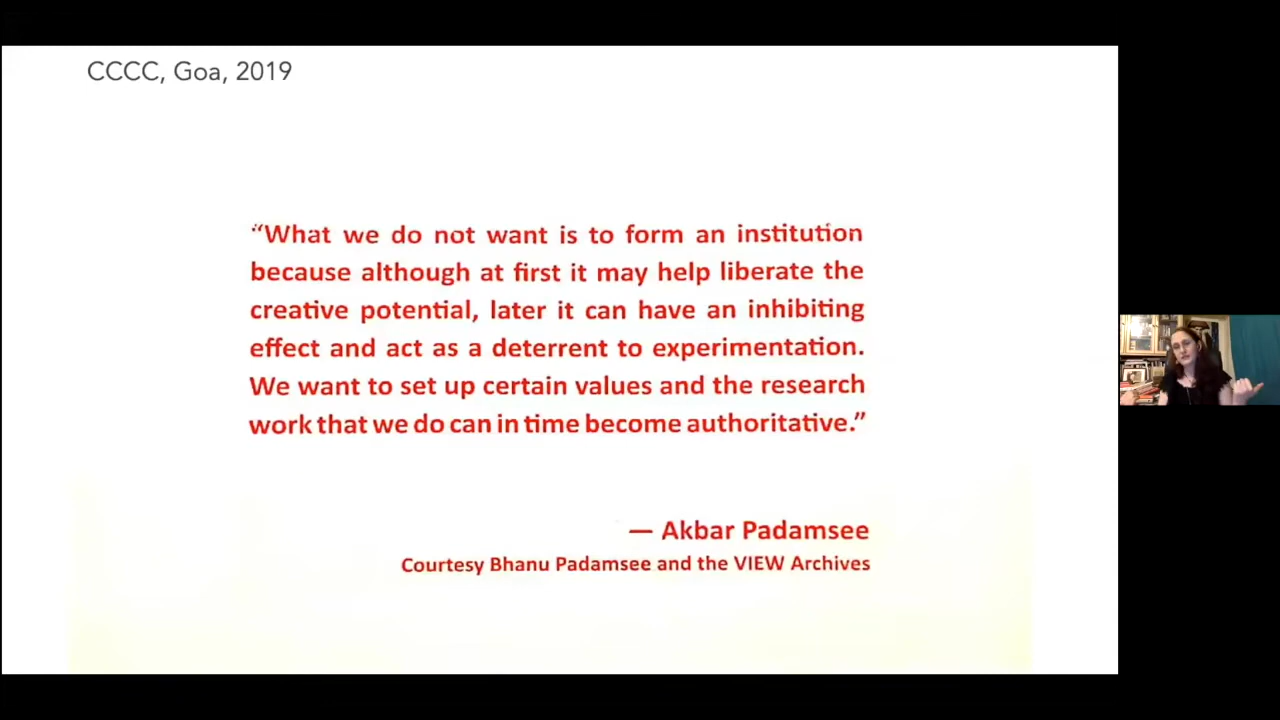 CCCC, Goa, 2019
“What we do not want is to form an institution
because although at first it may help liberate the
creative potential, later it can have an inhibiting
effect and act as a deterrent to experimentation.
We want to set up certain values and the research
work that we do can in time become authoritative.”
— Akbar Padamsee
Courtesy Bhanu Padamsee and the VIEW Archives